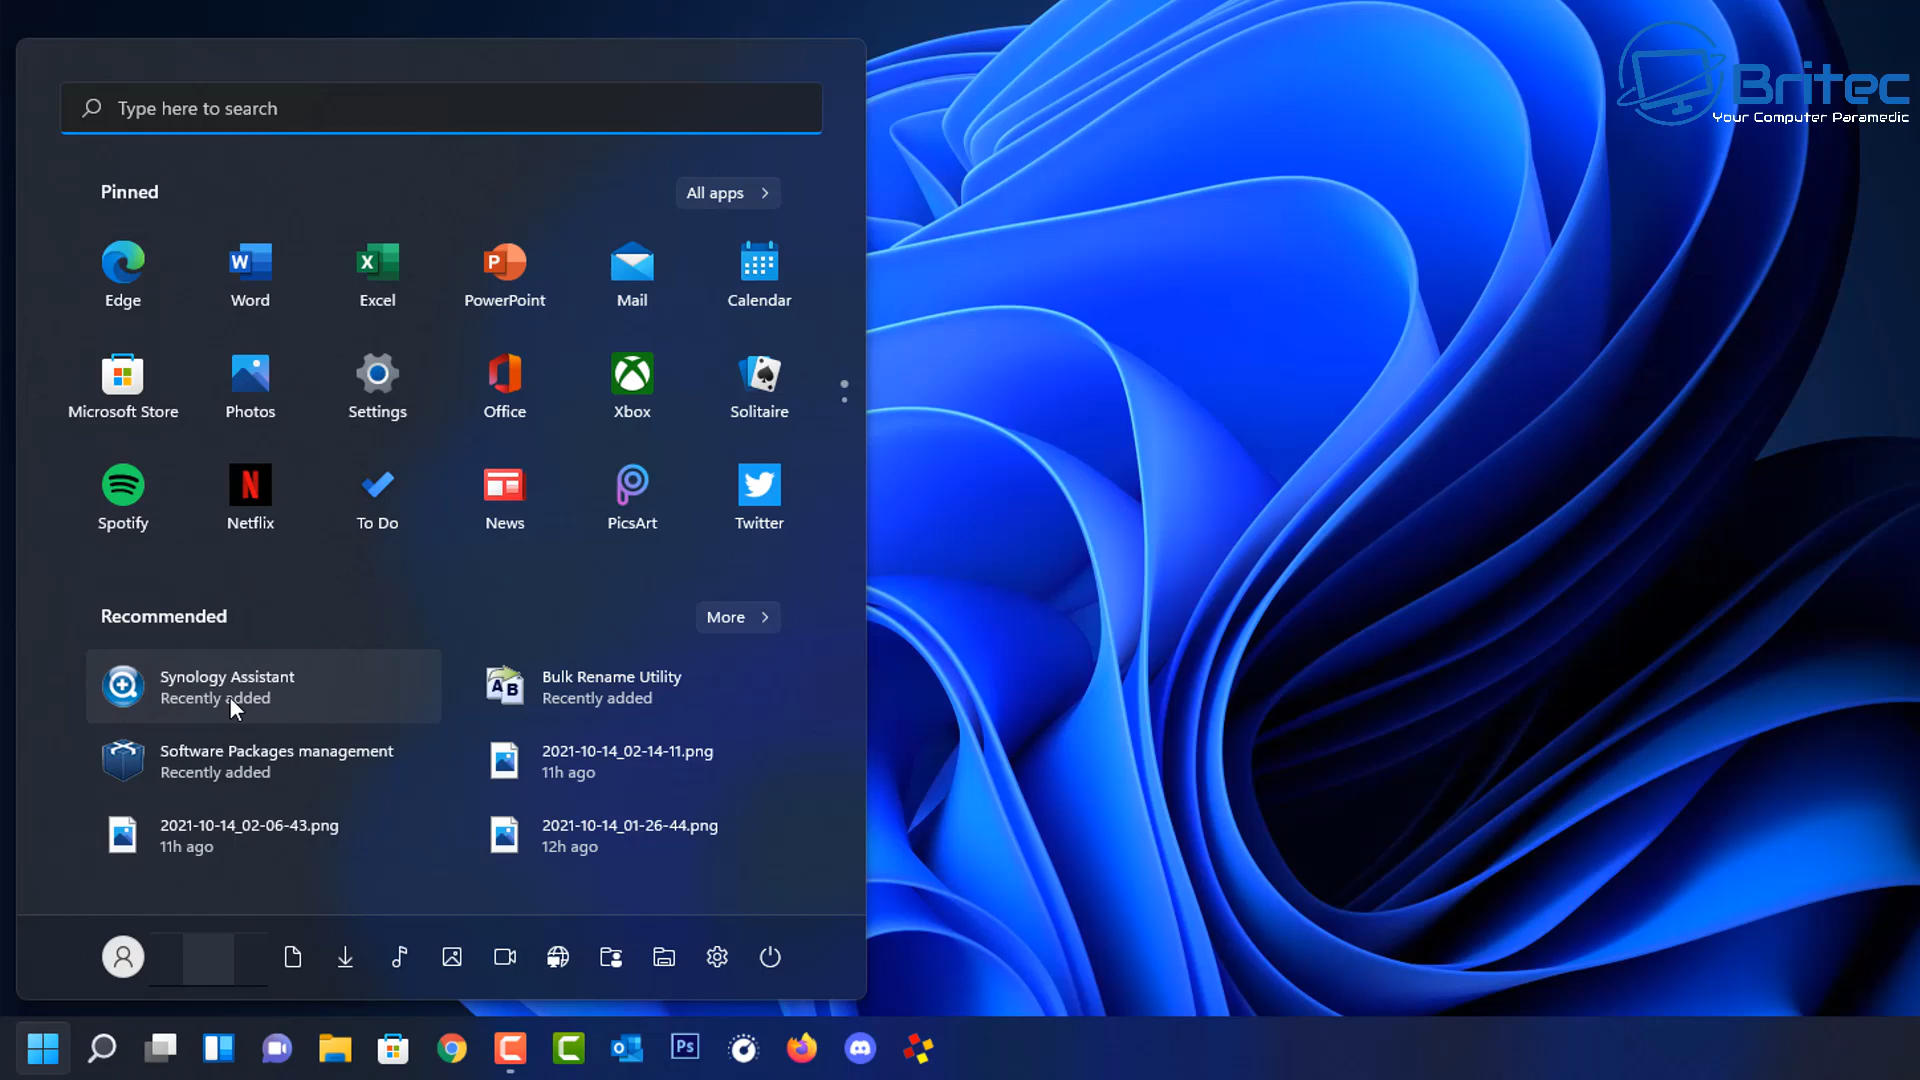 Type here to search
Britec
Your Computer Paramedic
Pinned
All apps
Edge
Word
Excel
PowerPoint
Mail
Calendar
Microsoft Store
Photos
Settings
Office
Xbox
Solitaire
Spotify
Netflix
To Do
News
PicsArt
Twitter
Recommended
More
Synology Assistant
Recently added
Bulk Rename Utility
Recently added
Software Packages management
Recently added
2021-10-14_02-14-11.png
11h ago
2021-10-14_02-06-43.png
11h ago
2021-10-14_01-26-44.png
12h ago
Ps